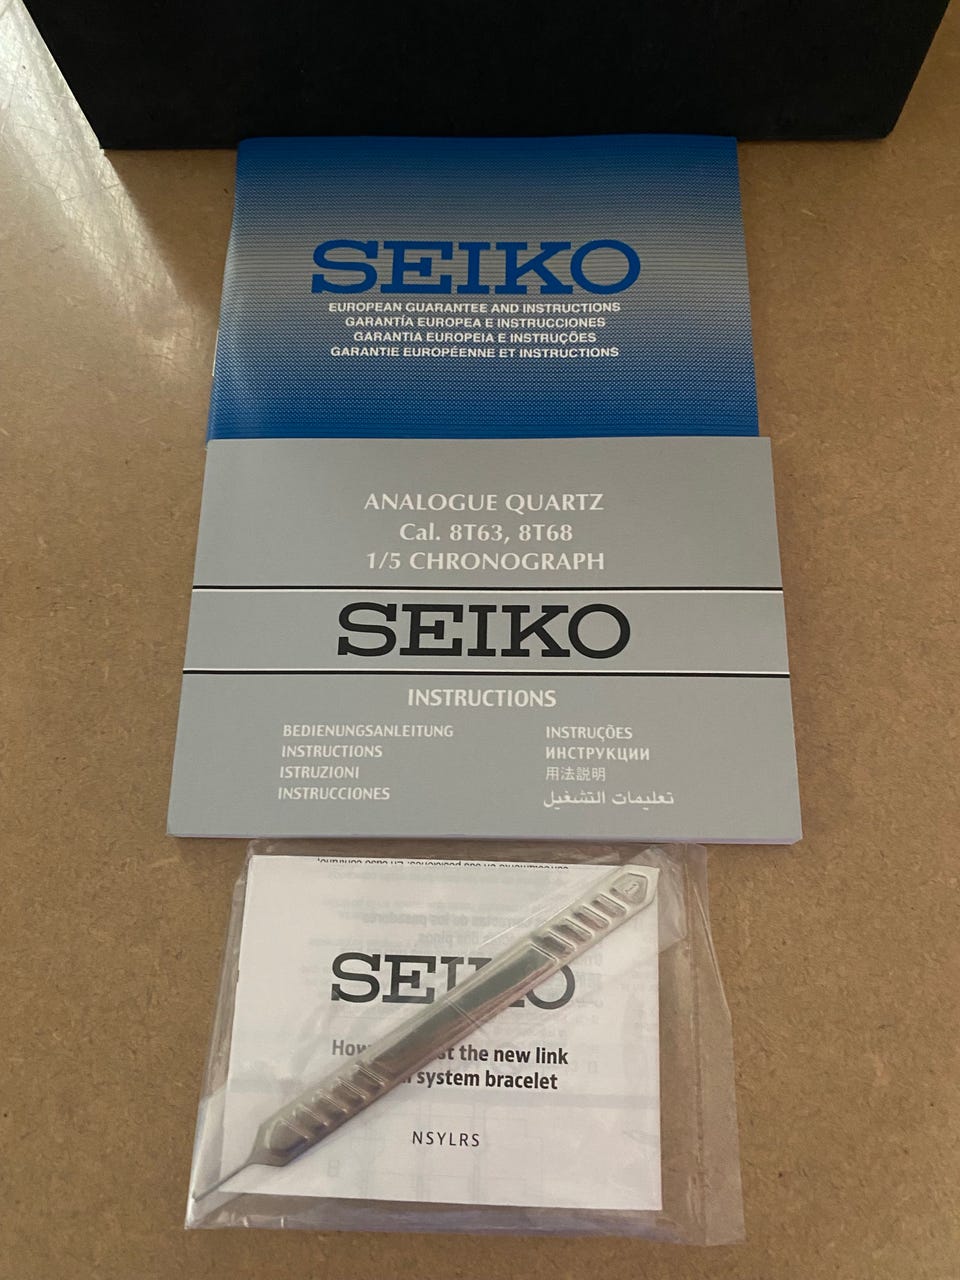 SEIKO
EUROPEAN GUARANTEE AND INSTRUCTIONS
GARANTÍA EUROPEA E INSTRUCCIONES
GARANTIA EUROPEIA E INSTRUÇÕES
GARANTIE EUROPÉENNE ET INSTRUCTIONS
ANALOGUE QUARTZ
Cal. 8T63, 8T68
1/5 CHRONOGRAPH
SEIKO
INSTRUCTIONS
BEDIENUNGSANLEITUNG
INSTRUCTIONS
ISTRUZIONI
INSTRUCCIONES
INSTRUÇÕES
ИНСТРУКЦИИ
用法説明
تعليمات التشغيل
SEIKO
the new link
system bracelet
NSYLRS